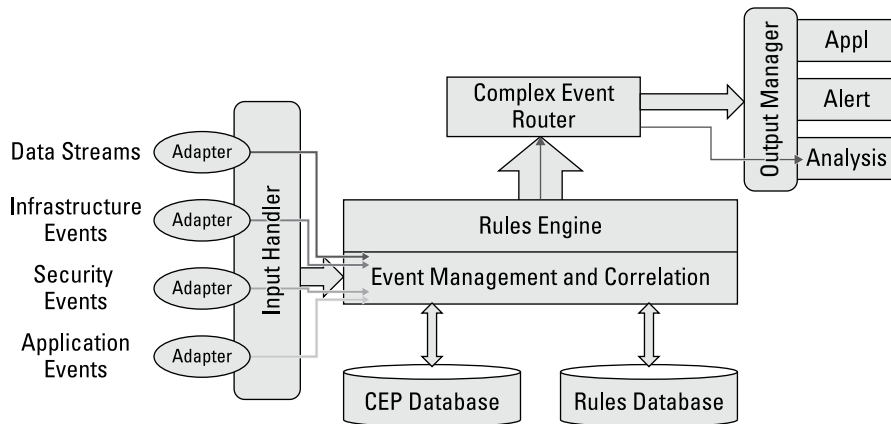 Data Streams
Adapter
Infrastructure
Events
Adapter
Security
Events
Adapter
Application
Events
Adapter
Input Handler
Complex Event
Router
Rules Engine
Event Management and Correlation
CEP Database
Rules Database
Output Manager
Appl
Alert
Analysis